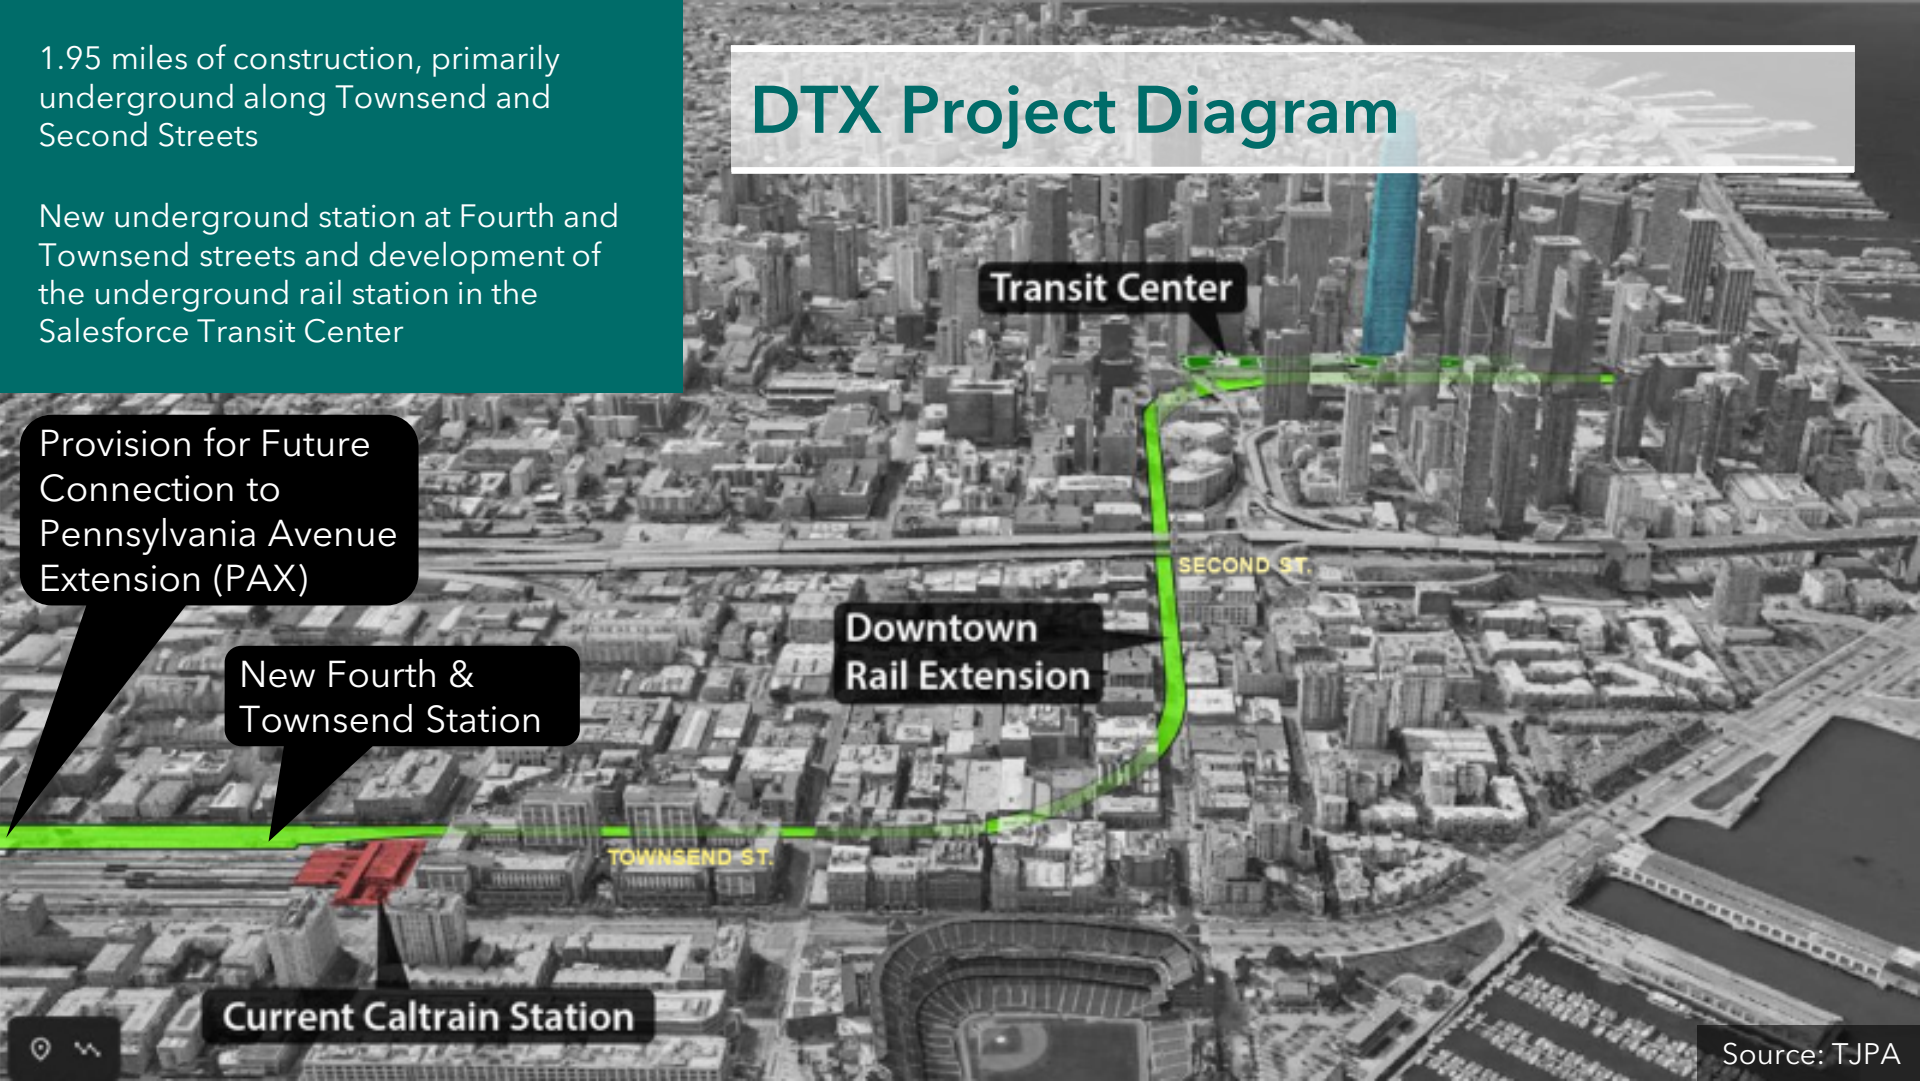 1.95 miles of construction, primarily
underground along Townsend and
Second Streets
New underground station at Fourth and
Townsend streets and development of
the underground rail station in the
Salesforce Transit Center
DTX Project Diagram
Transit Center
Provision for Future
Connection to
Pennsylvania Avenue
Extension (PAX)
SECOND ST.
Downtown
Rail Extension
New Fourth &
Townsend Station
TOWNSEND ST.
Current Caltrain Station
Source: TJPA